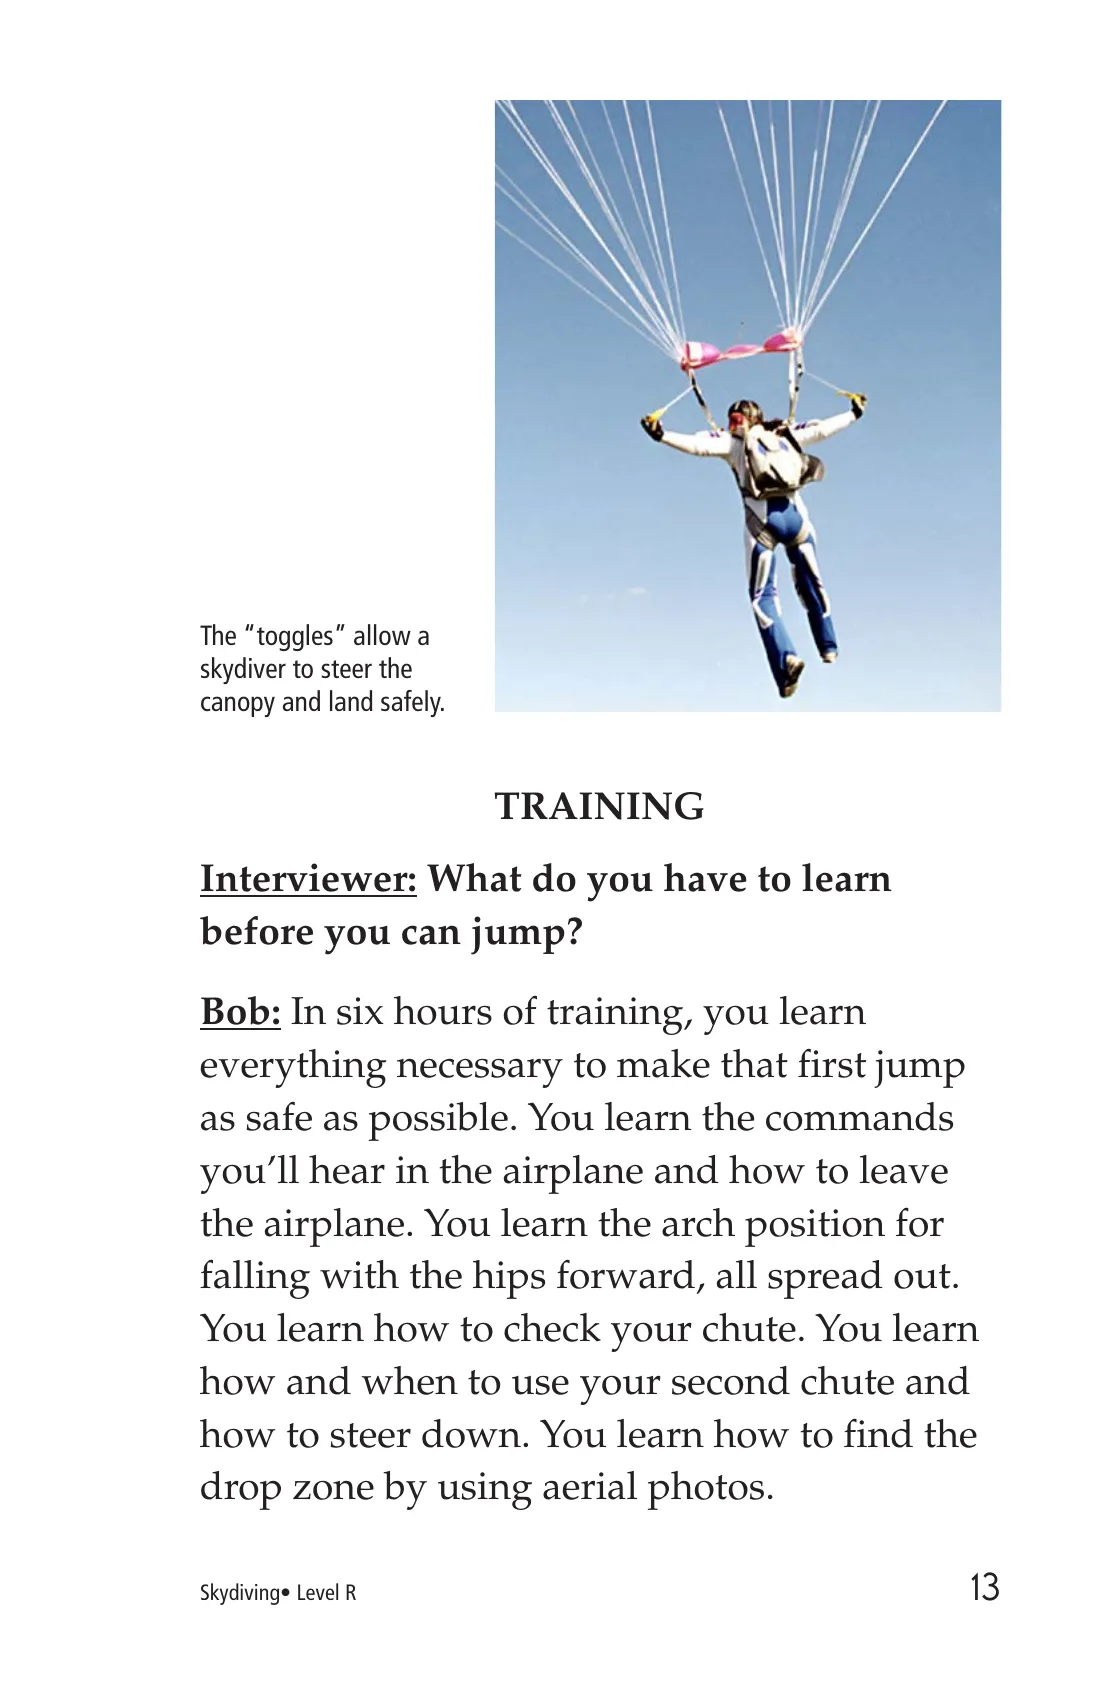 The “toggles” allow a
skydiver to steer the
canopy and land safely.
TRAINING
Interviewer: What do you have to learn
before you can jump?
Bob: In six hours of training, you learn
everything necessary to make that first jump
as safe as possible. You learn the commands
you’ll hear in the airplane and how to leave
the airplane. You learn the arch position for
falling with the hips forward, all spread out.
You learn how to check your chute. You learn
how and when to use your second chute and
how to steer down. You learn how to find the
drop zone by using aerial photos.
Skydiving• Level R
13